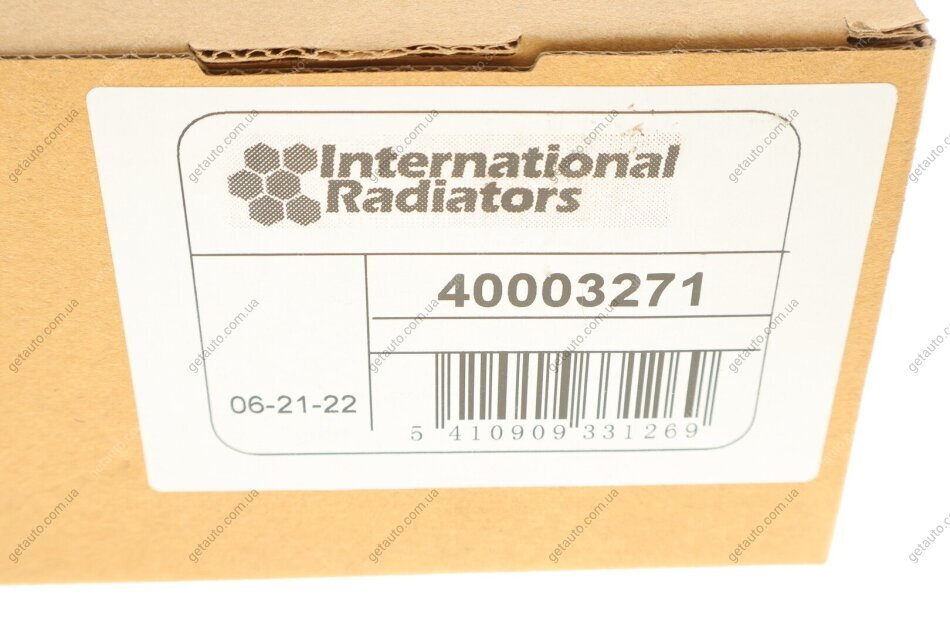 International
Radiators
40003271
06-21-22
5 410909 331269
getauto.com.ua